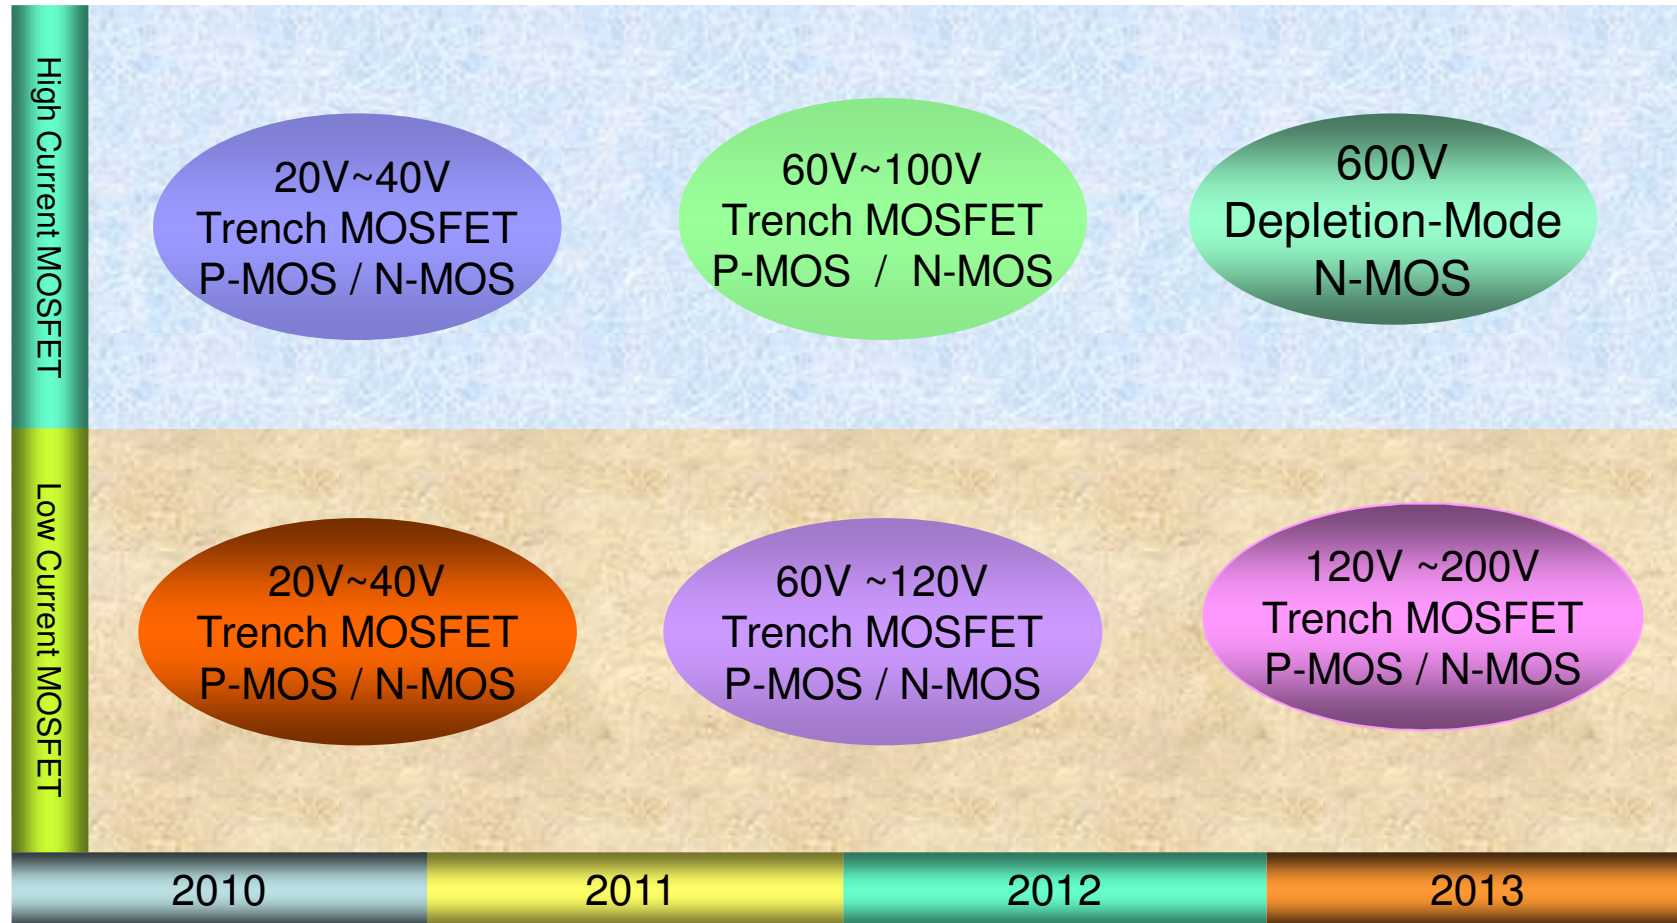 High Current MOSFET
20V~40V
Trench MOSFET
P-MOS / N-MOS
60V~100V
Trench MOSFET
P-MOS / N-MOS
600V
Depletion-Mode
N-MOS
Low Current MOSFET
20V~40V
Trench MOSFET
P-MOS / N-MOS
60V ~120V
Trench MOSFET
P-MOS / N-MOS
120V ~200V
Trench MOSFET
P-MOS / N-MOS
2010
2011
2012
2013